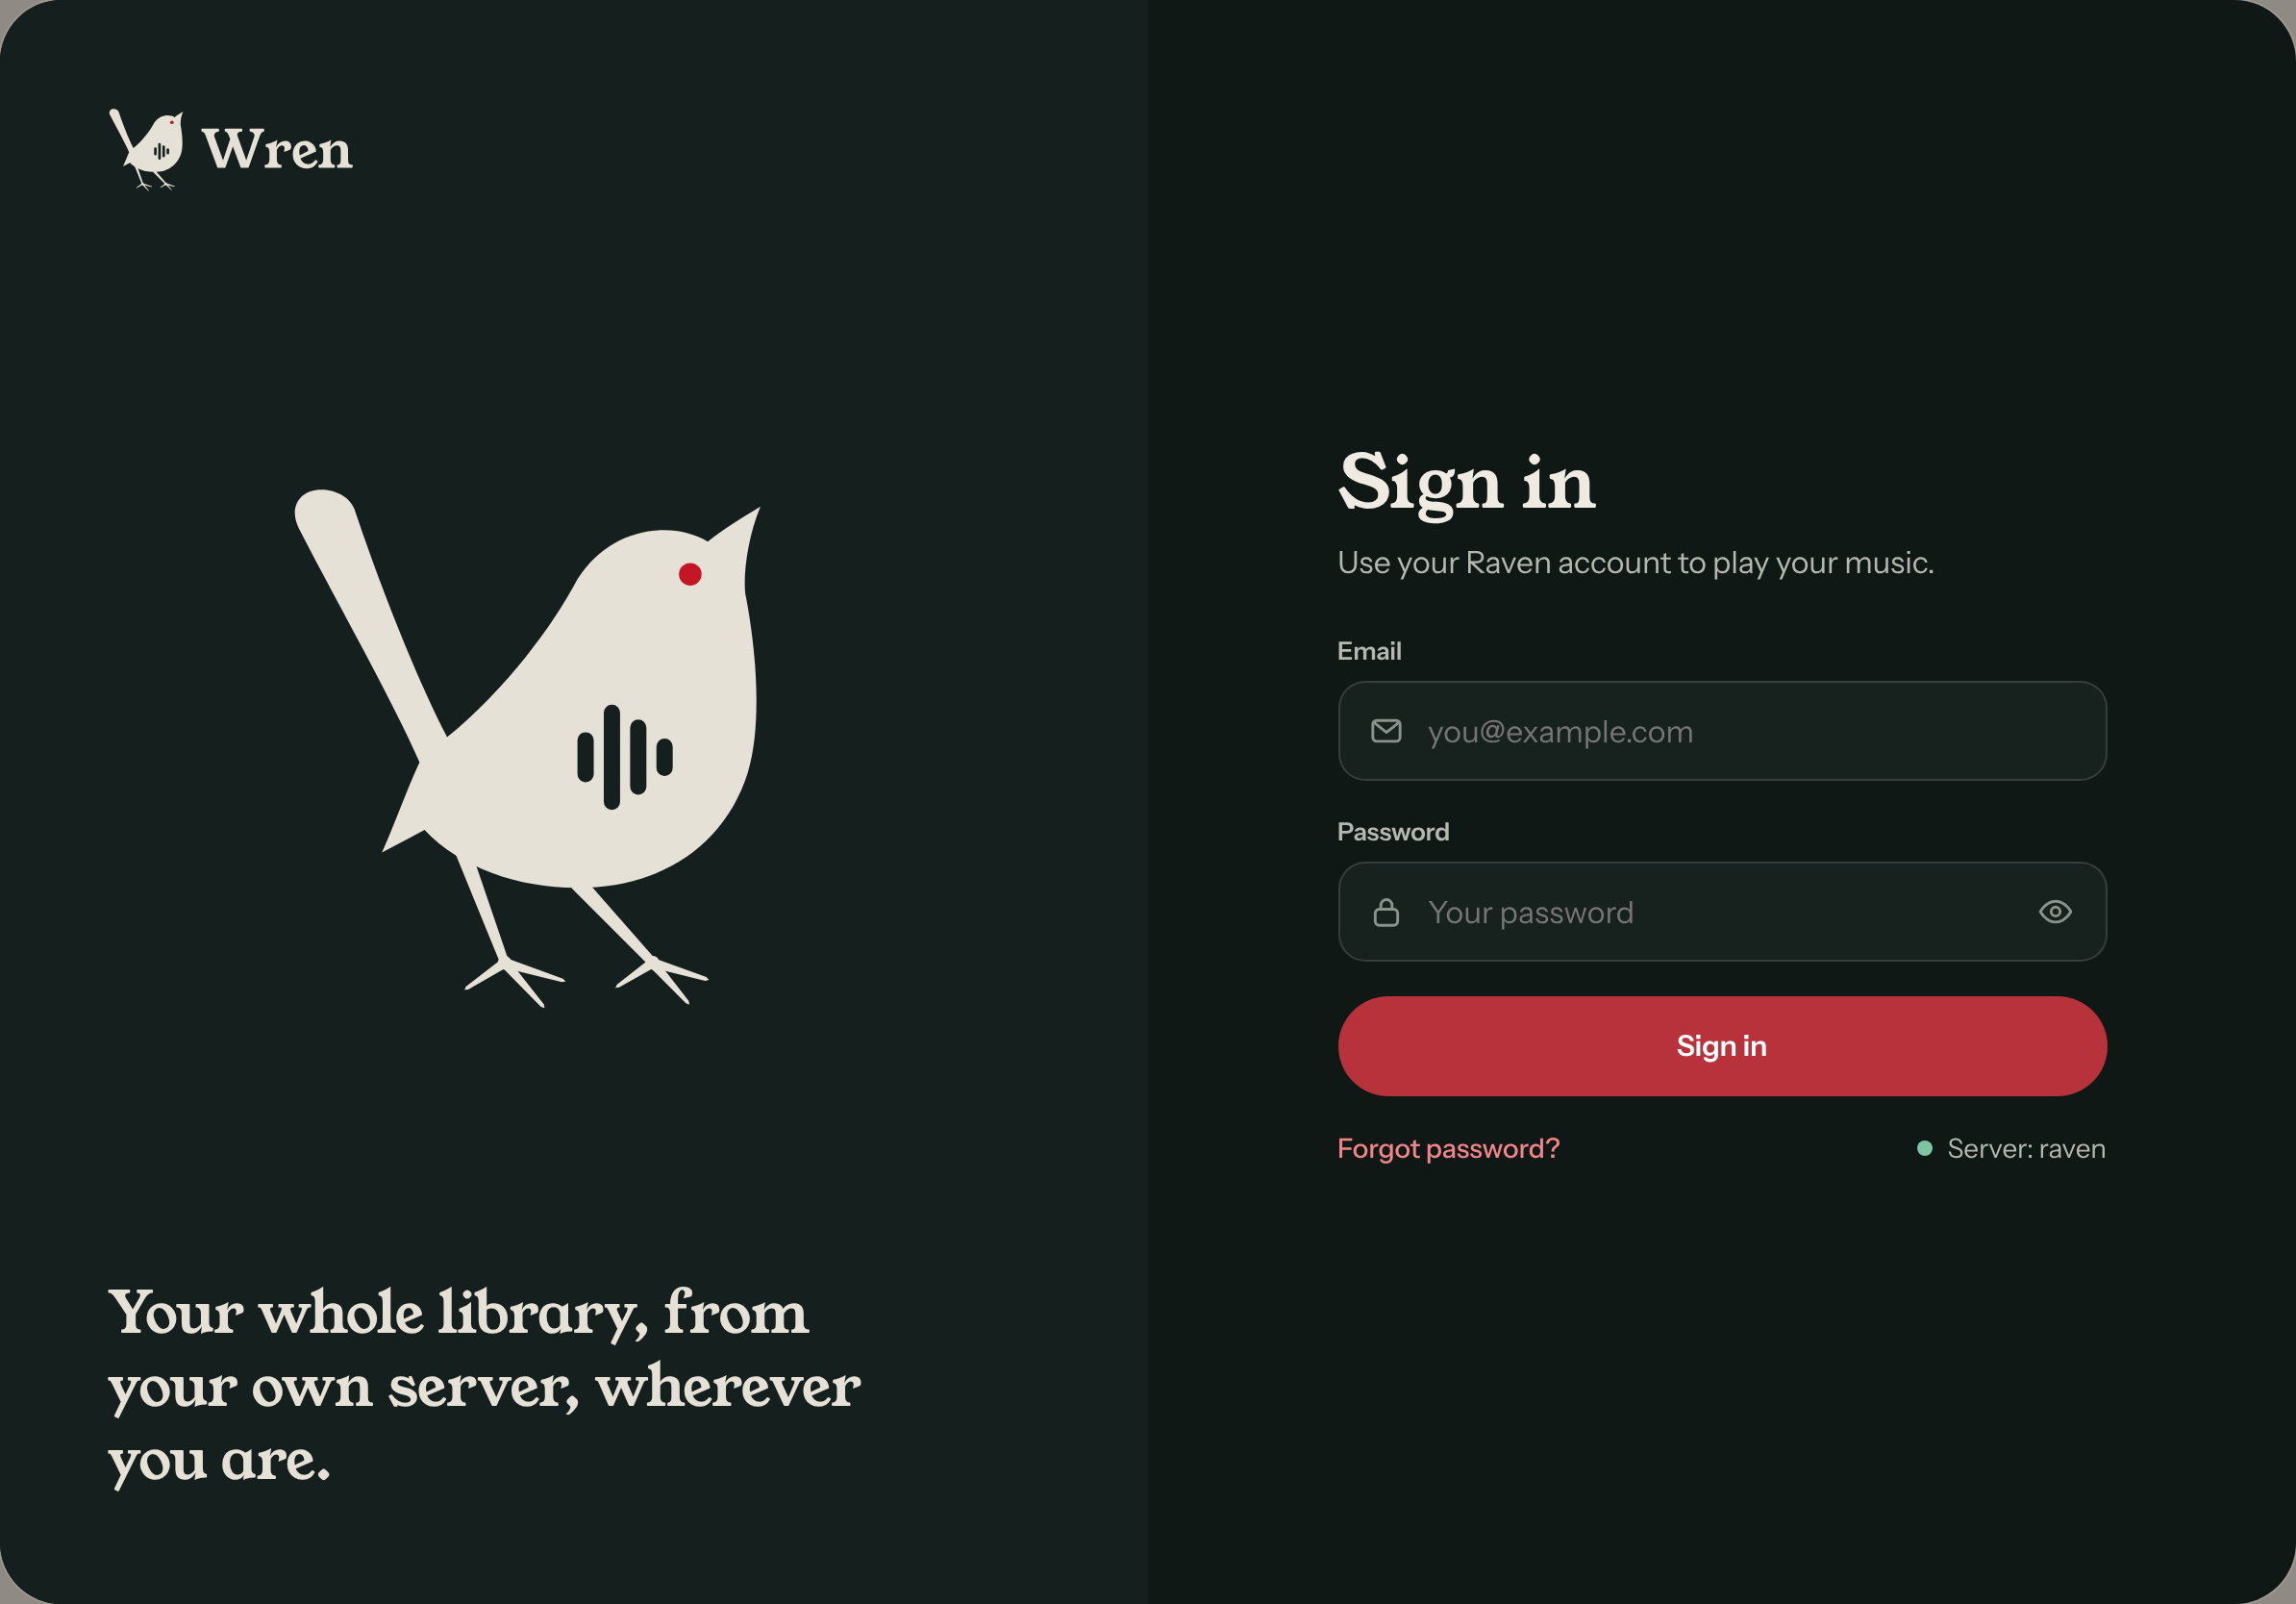 Wren
Your whole library, from
your own server, wherever
you are.
Sign in
Use your Raven account to play your music.
Email
you@example.com
Password
Your password
Sign in
Forgot password?
Server: raven